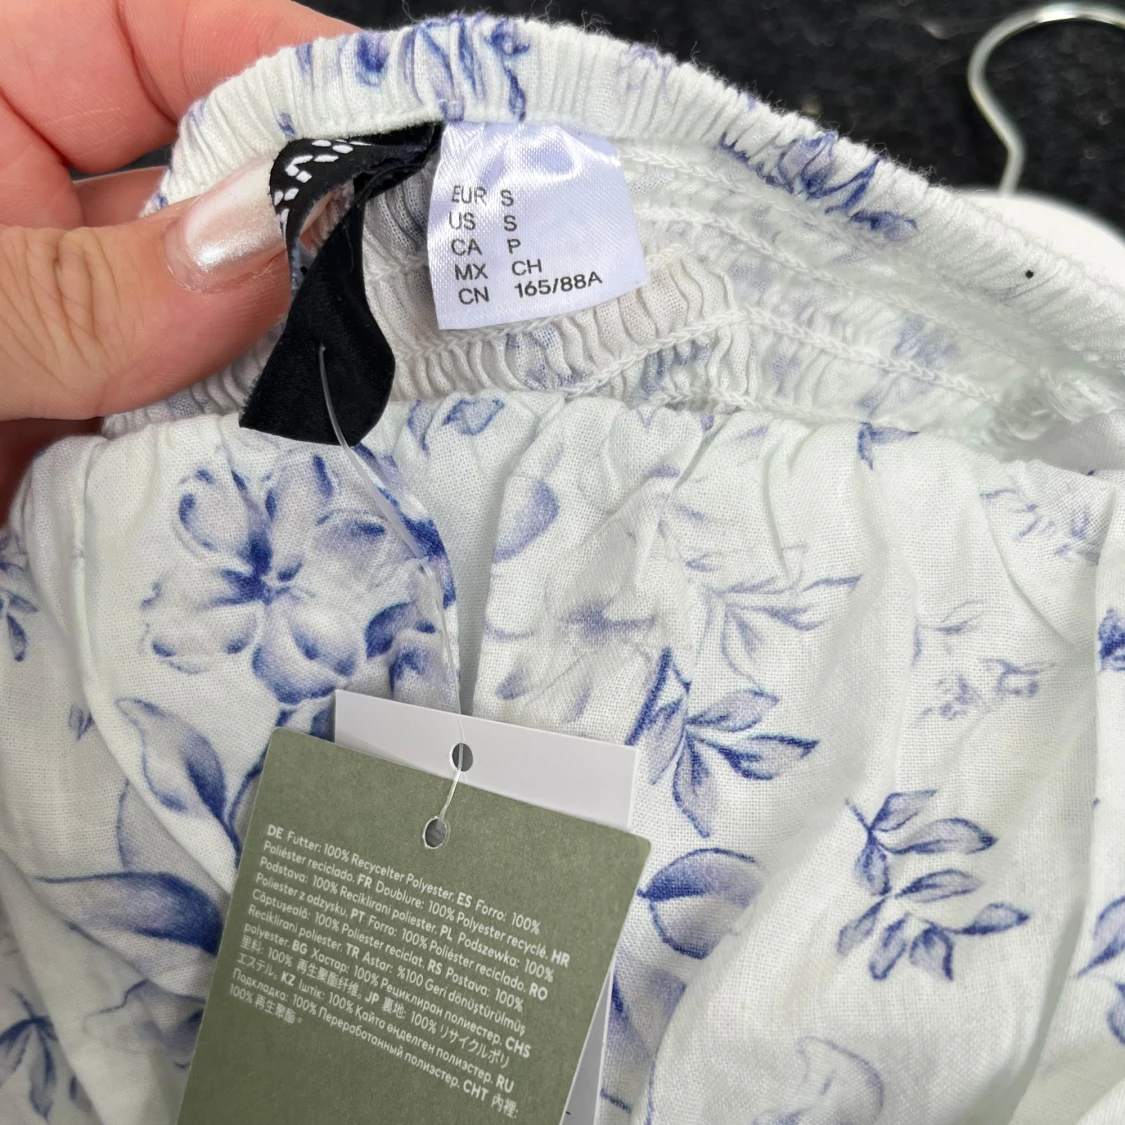 EUR S
US S
CA P
MX CH
CN 165/88A
DE Futter: 100% Recycelter Polyester. ES Forro: 100%
Poliéster reciclado. FR Doublure: 100% Polyester recyclé. HR
Podstava: 100% Reciklirani poliester. PL Podszewka: 100%
Poliester z odzysku. PT Forro: 100% Poliéster reciclado. RO
Căptușeală: 100% Poliester reciclat. RS Postava: 100%
Reciklirani poliester. TR Astar: %100 Geri dönüştürülmüş
polyester. BG Хастар: 100% Рециклиран полиестер. CHS
里料: 100% 再生聚酯纤维。 JP 裏地: 100% リサイクルポリ
エステル. KZ Іштік: 100% Қайта өңделген полиэстер. RU
Подкладка: 100% Переработанный полиэстер. CHT 內裡:
100% 再生聚酯。